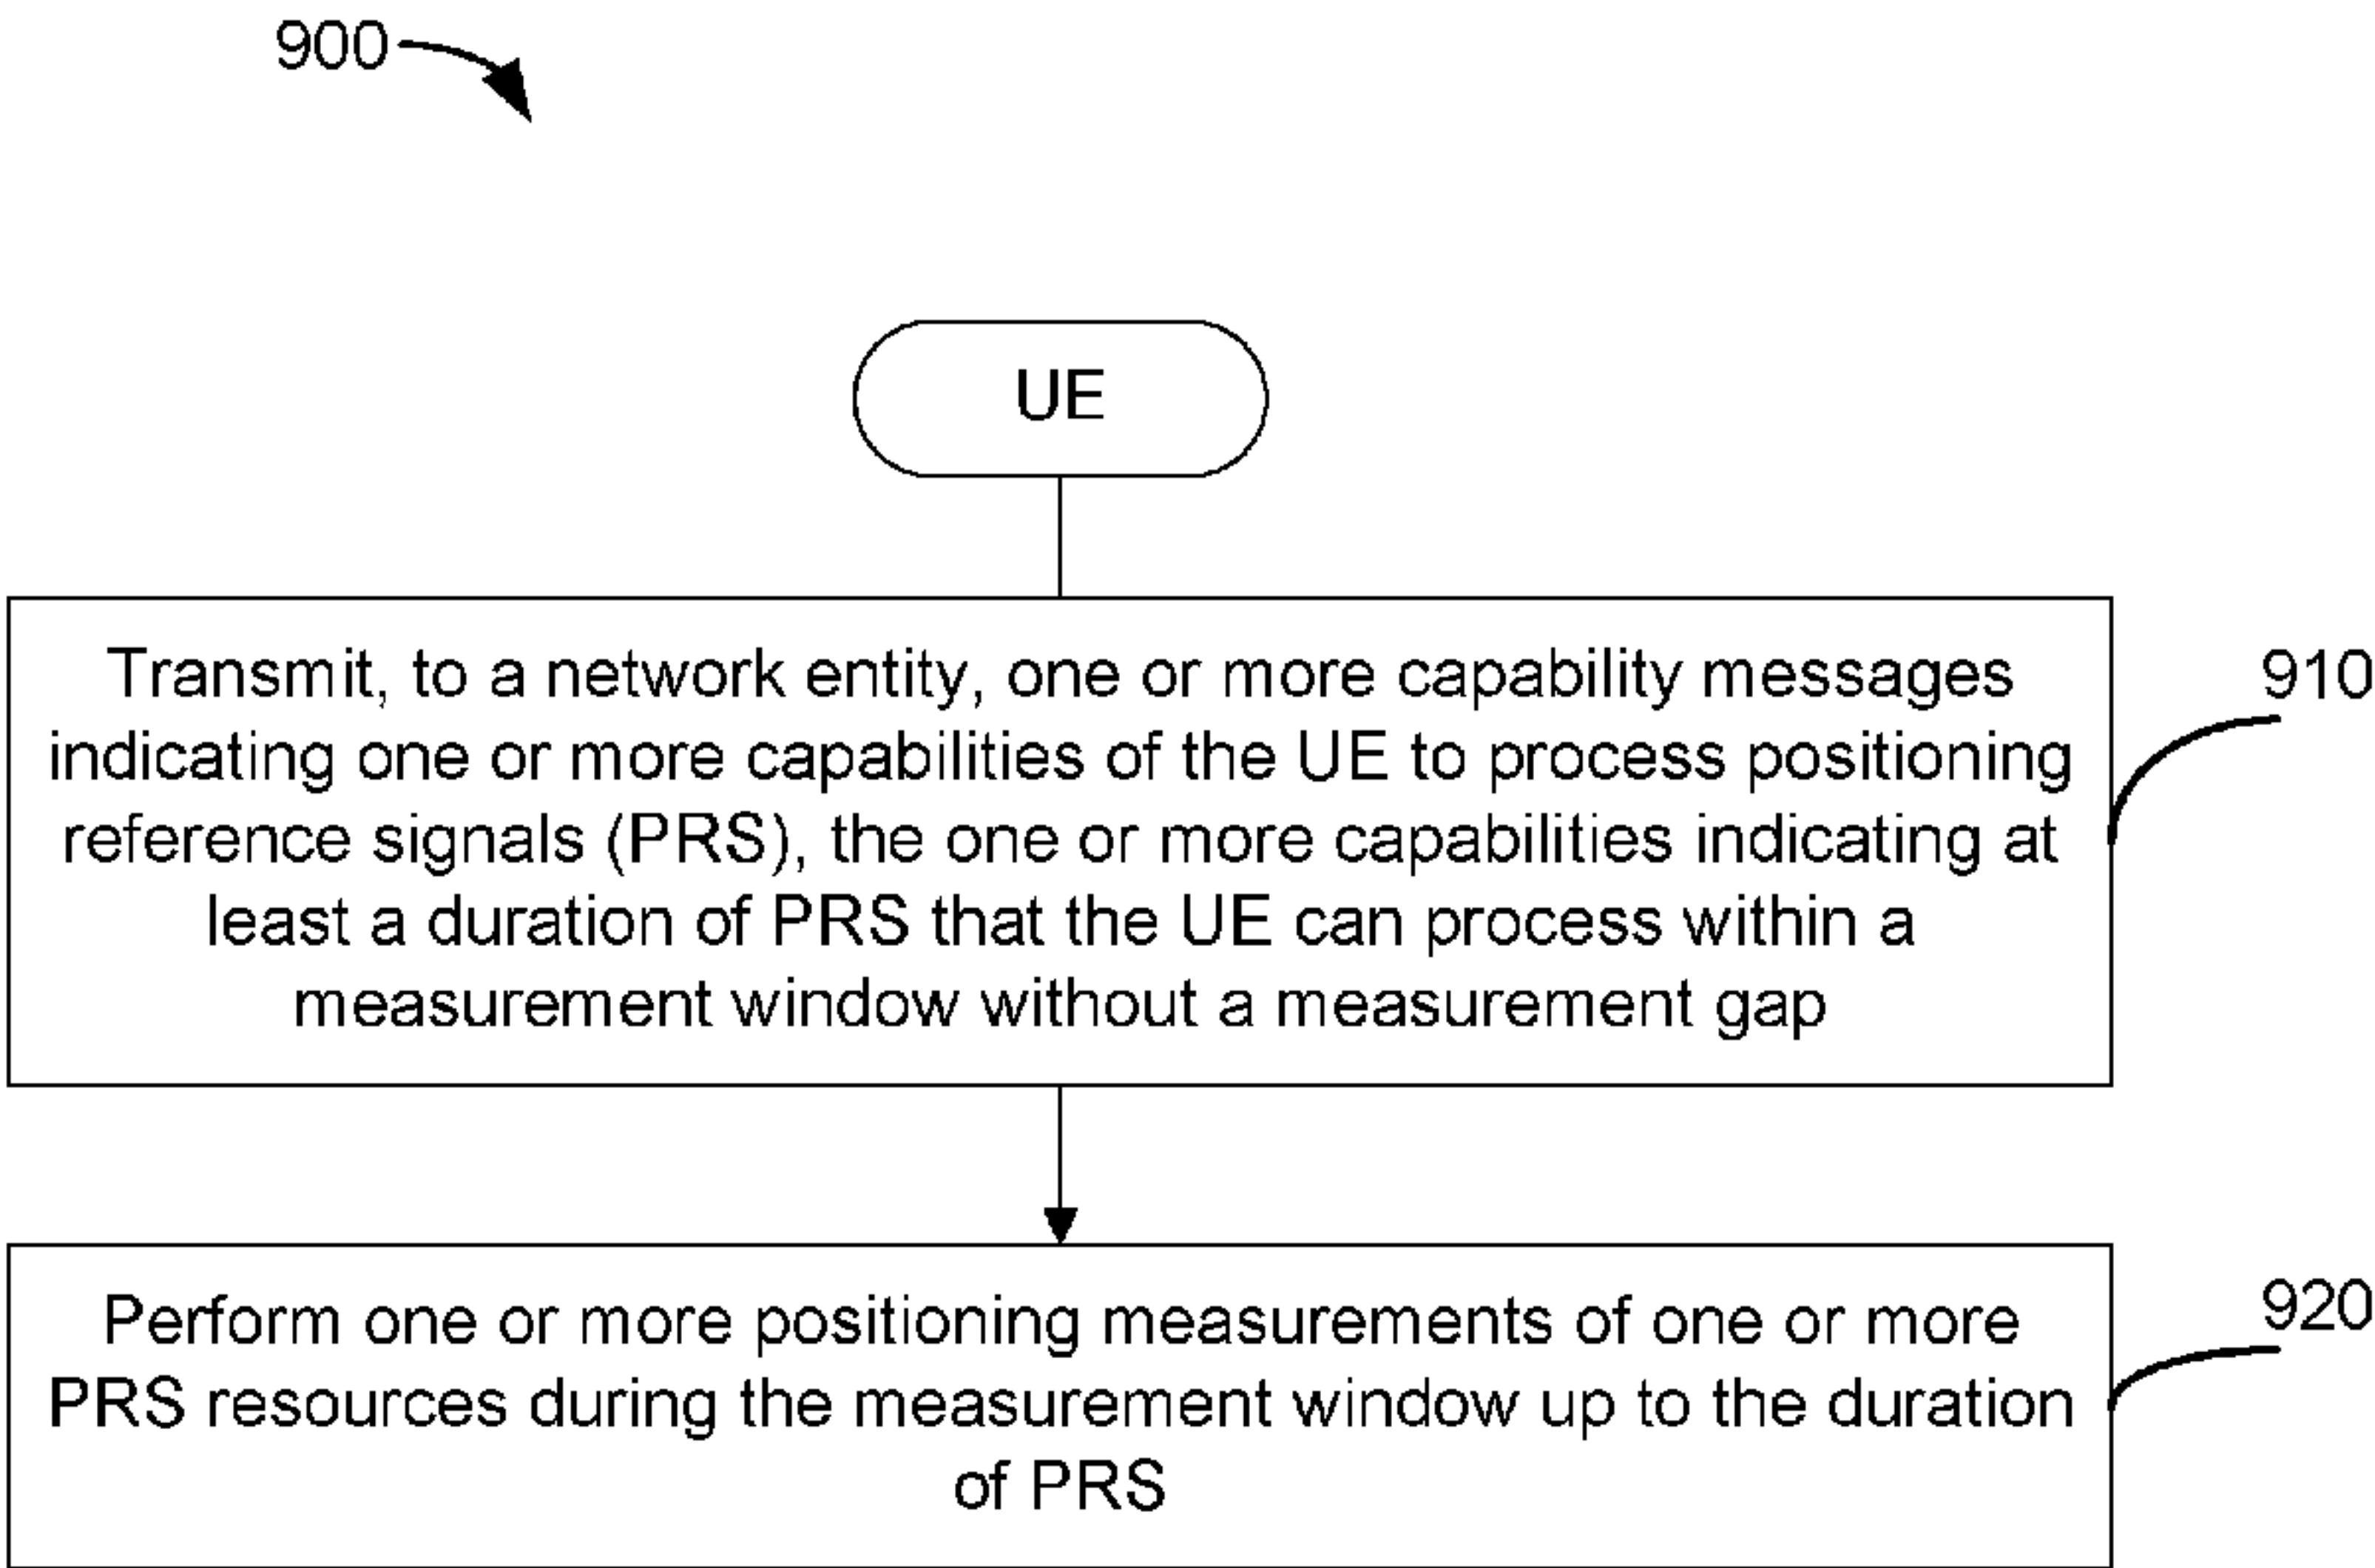 900
UE
Transmit, to a network entity, one or more capability messages
indicating one or more capabilities of the UE to process positioning
reference signals (PRS), the one or more capabilities indicating at
least a duration of PRS that the UE can process within a
measurement window without a measurement gap
910
Perform one or more positioning measurements of one or more
PRS resources during the measurement window up to the duration
of PRS
920